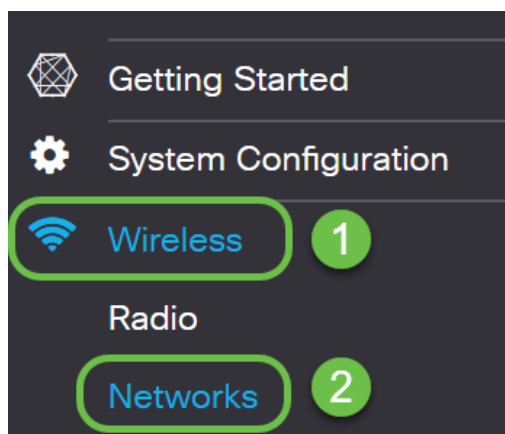 Getting Started
System Configuration
Wireless 1
Radio
Networks 2